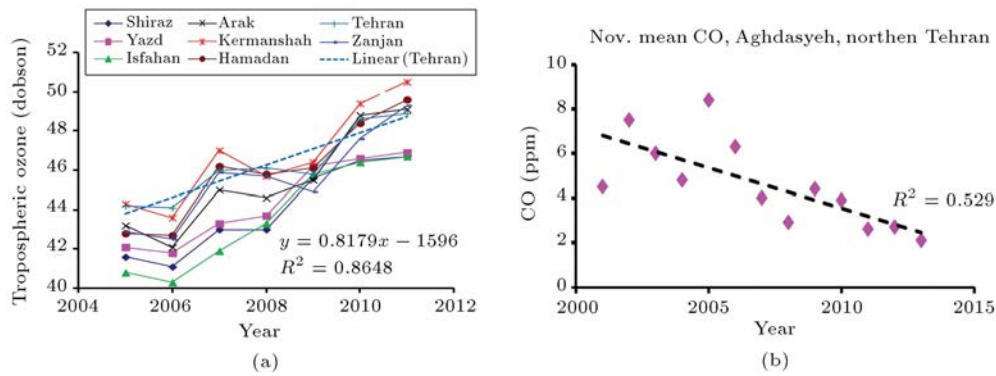 Shiraz Arak Tehran
Yazd Kermanshah Zanjan
Isfahan Hamadan Linear (Tehran)
Tropospheric ozone (dobson)
52
50
48
46
44
42
40
y = 0.8179x − 1596
R² = 0.8648
2004 2006 2008 2010 2012
Year
(a)
Nov. mean CO, Aghdasyeh, northen Tehran
CO (ppm)
10
8
6
4
2
0
R² = 0.529
2000 2005 2010 2015
Year
(b)